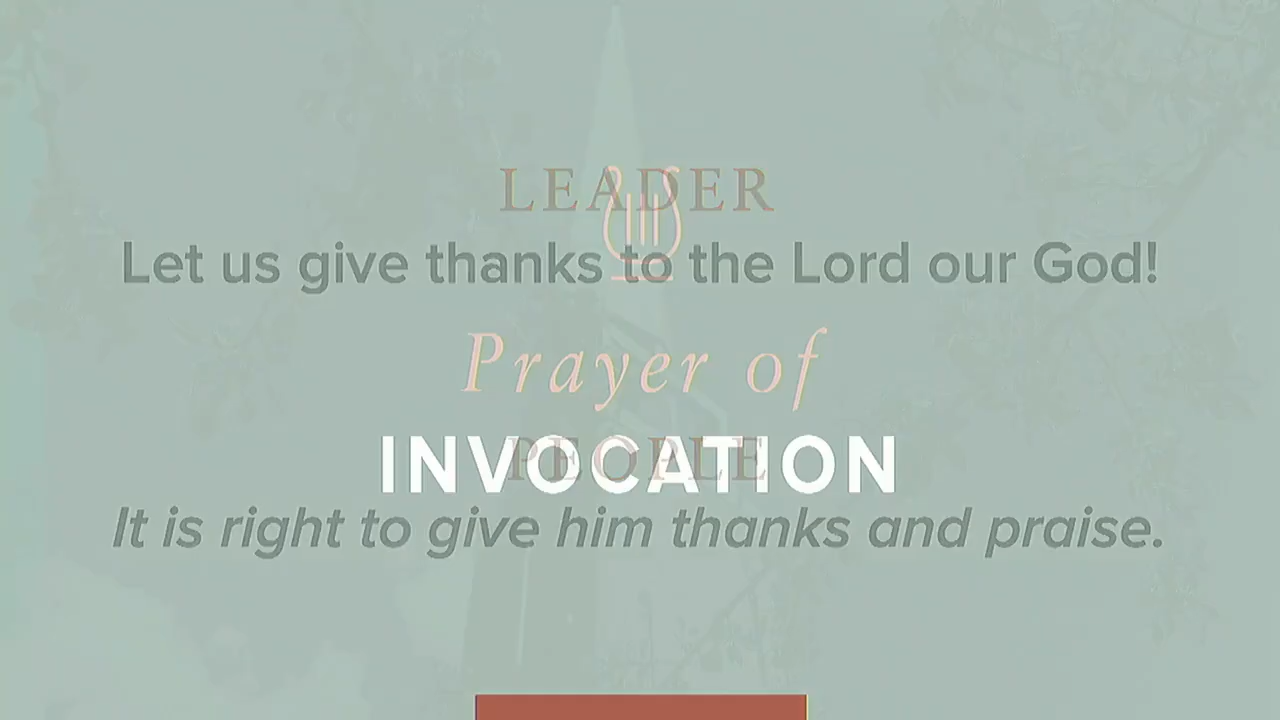 LEADER
Let us give thanks to the Lord our God!
Prayer of
INVOCATION
PEOPLE
It is right to give him thanks and praise.